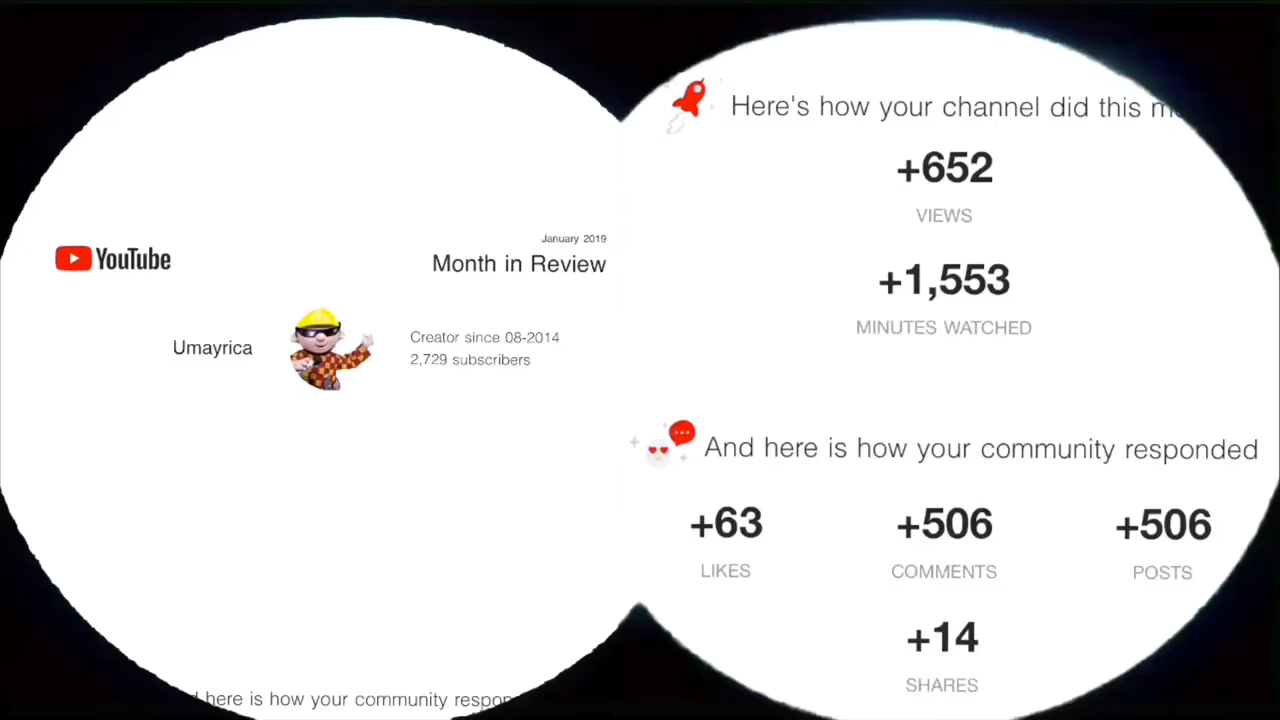 YouTube
January 2019
Month in Review
Umayrica
Creator since 08-2014
2,729 subscribers
here is how your community
Here's how your channel did this
+652
VIEWS
+1,553
MINUTES WATCHED
And here is how your community responded
+63
LIKES
+506
COMMENTS
+506
POSTS
+14
SHARES